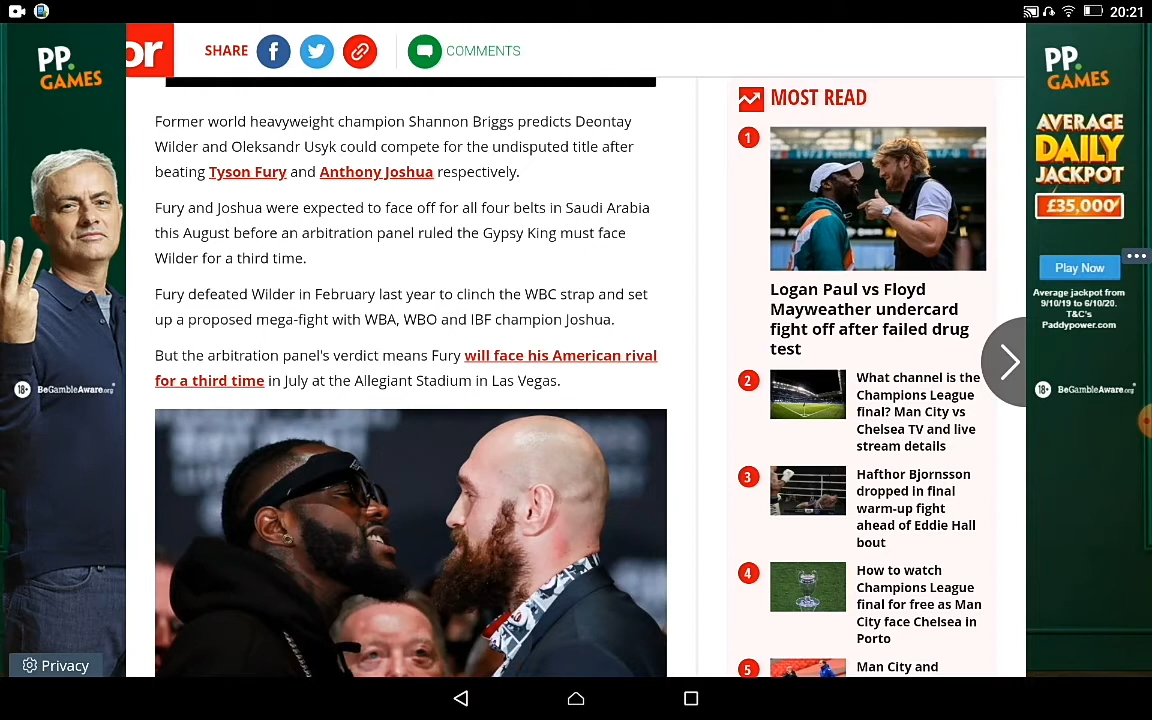 20:21
PP.
GAMES
BeGambleAware.org
18+
or
SHARE
COMMENTS
Former world heavyweight champion Shannon Briggs predicts Deontay
Wilder and Oleksandr Usyk could compete for the undisputed title after
beating Tyson Fury and Anthony Joshua respectively.
Fury and Joshua were expected to face off for all four belts in Saudi Arabia
this August before an arbitration panel ruled the Gypsy King must face
Wilder for a third time.
Fury defeated Wilder in February last year to clinch the WBC strap and set
up a proposed mega-fight with WBA, WBO and IBF champion Joshua.
But the arbitration panel's verdict means Fury will face his American rival
for a third time in July at the Allegiant Stadium in Las Vegas.
MOST READ
1
Logan Paul vs Floyd
Mayweather undercard
fight off after failed drug
test
2
What channel is the
Champions League
final? Man City vs
Chelsea TV and live
stream details
3
Hafthor Bjornsson
dropped in final
warm-up fight
ahead of Eddie Hall
bout
4
How to watch
Champions League
final for free as Man
City face Chelsea in
Porto
5
Man City and
PP.
GAMES
AVERAGE
DAILY
JACKPOT
£35,000
Play Now
Average jackpot from
9/10/19 to 6/10/20.
T&C's
Paddypower.com
18+
BeGambleAware.org
Privacy